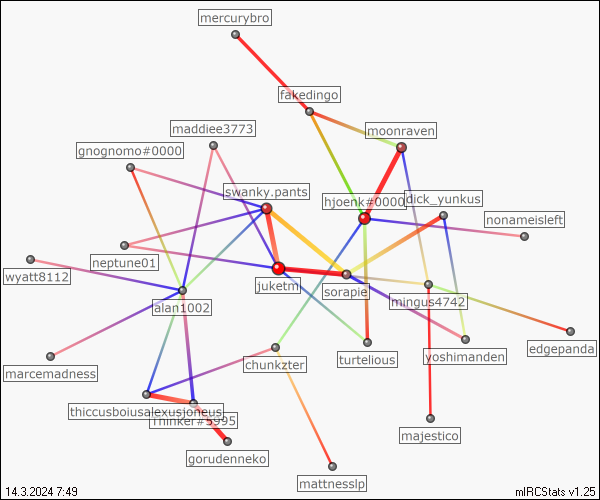 mercurybro
fakedingo
maddiee3773
moonraven
gnognomo#0000
swanky.pants
hjoenk#0000
dick_yunkus
nonameisleft
neptune01
wyatt8112
juketm
sorapie
mingus4742
alan1002
edgepanda
marcemadness
chunkzter
turtelious
yoshimanden
thiccusboiusalexusjoneus
Thinker#5995
majestico
gorudenneko
mattnesslp
14.3.2024 7:49
mIRCStats v1.25